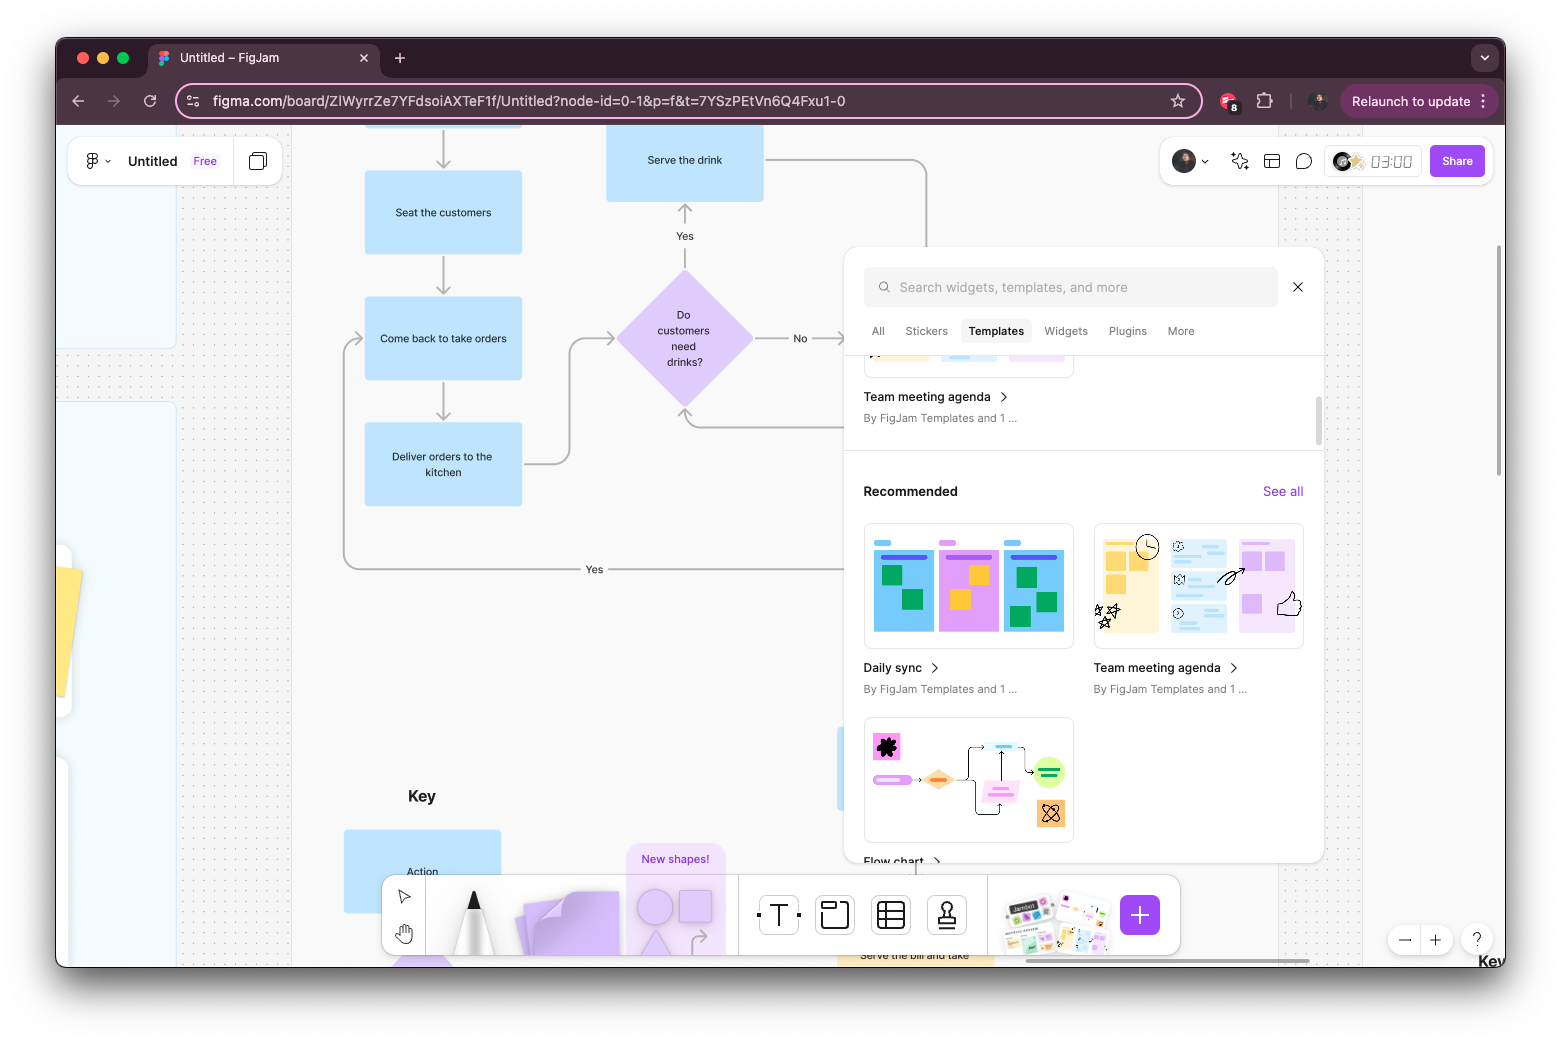 Untitled – FigJam
figma.com/board/ZlWyrrZe7YFdsoiAXTeF1f/Untitled?node-id=0-1&p=f&t=7YSzPEtVn6Q4Fxu1-0
8
Relaunch to update
Untitled
Free
03:00
Share
Serve the drink
Seat the customers
Yes
Do
customers
need
drinks?
No
Come back to take orders
Deliver orders to the
kitchen
Yes
Key
Action
Search widgets, templates, and more
All
Stickers
Templates
Widgets
Plugins
More
Team meeting agenda
By FigJam Templates and 1 ...
Recommended
See all
Daily sync
By FigJam Templates and 1 ...
Team meeting agenda
By FigJam Templates and 1 ...
Flow chart
New shapes!
T
Jambot
Serve the bill and take
?
Key